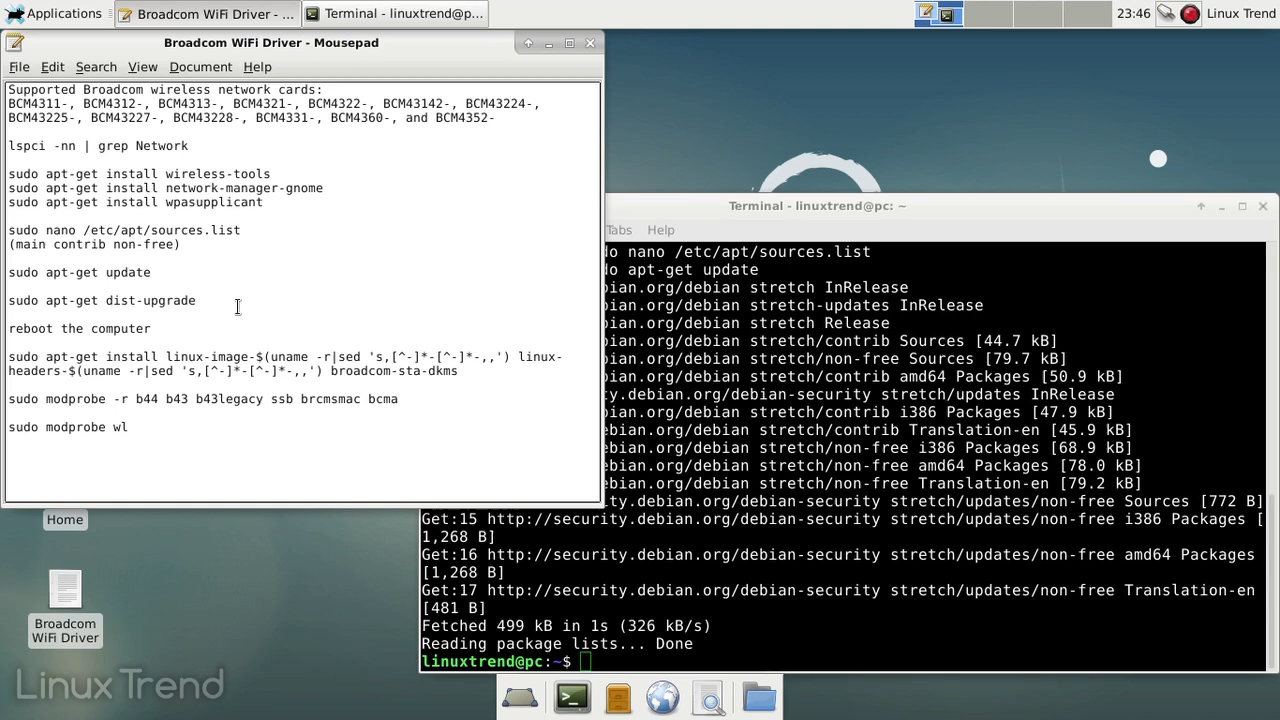 Applications
Broadcom WiFi Driver - ...
Terminal - linuxtrend@p...
23:46
Linux Trend
Broadcom WiFi Driver - Mousepad
File Edit Search View Document Help
Supported Broadcom wireless network cards:
BCM4311-, BCM4312-, BCM4313-, BCM4321-, BCM4322-, BCM43142-, BCM43224-,
BCM43225-, BCM43227-, BCM43228-, BCM4331-, BCM4360-, and BCM4352-
lspci -nn | grep Network
sudo apt-get install wireless-tools
sudo apt-get install network-manager-gnome
sudo apt-get install wpasupplicant
sudo nano /etc/apt/sources.list
(main contrib non-free)
sudo apt-get update
sudo apt-get dist-upgrade
reboot the computer
sudo apt-get install linux-image-$(uname -r|sed 's,[^-]*-[^-]*-,,') linux-
headers-$(uname -r|sed 's,[^-]*-[^-]*-,,') broadcom-sta-dkms
sudo modprobe -r b44 b43 b43legacy ssb brcmsmac bcma
sudo modprobe wl
Terminal - linuxtrend@pc: ~
Tabs Help
do nano /etc/apt/sources.list
do apt-get update
bian.org/debian stretch InRelease
bian.org/debian stretch-updates InRelease
bian.org/debian stretch Release
bian.org/debian stretch/contrib Sources [44.7 kB]
bian.org/debian stretch/non-free Sources [79.7 kB]
bian.org/debian stretch/contrib amd64 Packages [50.9 kB]
y.debian.org/debian-security stretch/updates InRelease
bian.org/debian stretch/contrib i386 Packages [47.9 kB]
bian.org/debian stretch/contrib Translation-en [45.9 kB]
bian.org/debian stretch/non-free i386 Packages [68.9 kB]
bian.org/debian stretch/non-free amd64 Packages [78.0 kB]
bian.org/debian stretch/non-free Translation-en [79.2 kB]
ity.debian.org/debian-security stretch/updates/non-free Sources [772 B]
Get:15 http://security.debian.org/debian-security stretch/updates/non-free i386 Packages [
1,268 B]
Get:16 http://security.debian.org/debian-security stretch/updates/non-free amd64 Packages
[1,268 B]
Get:17 http://security.debian.org/debian-security stretch/updates/non-free Translation-en
[481 B]
Fetched 499 kB in 1s (326 kB/s)
Reading package lists... Done
linuxtrend@pc:~$
Home
Broadcom
WiFi Driver
Linux Trend